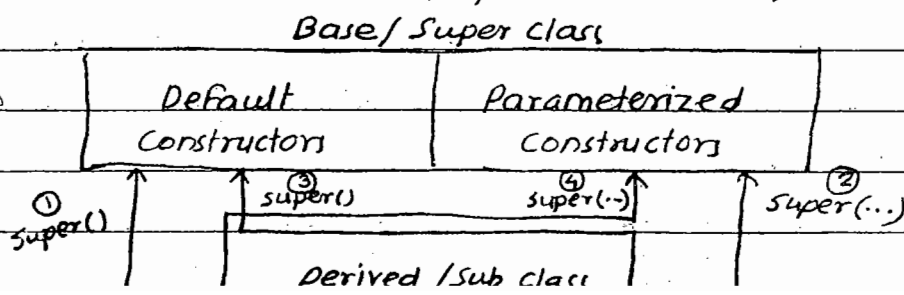 Base/ Super class
Default Parameterized
Constructors Constructors
① super() ③ super() ④ super(..) ② super(...)
Derived /Sub class